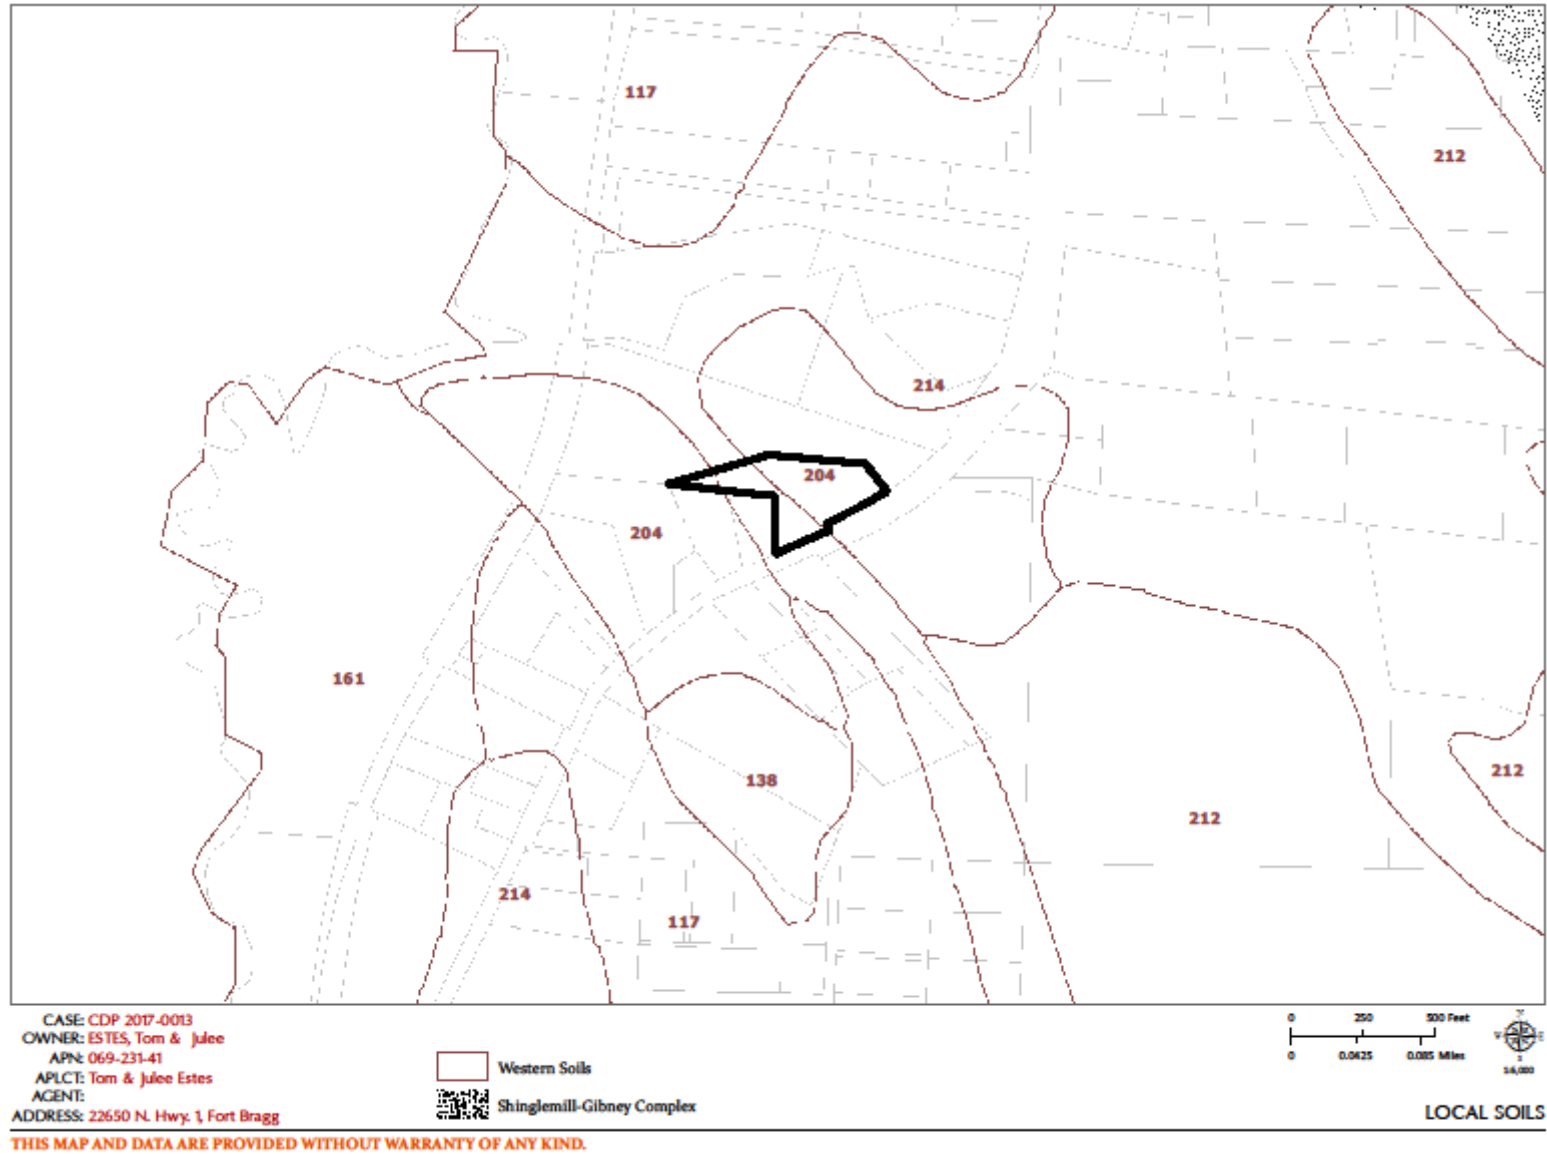 117
212
214
204
204
161
138
212
212
214
117
CASE: CDP 2017-0013
OWNER: ESTES, Tom & Julee
APN: 069-231-41
APLCT: Tom & Julee Estes
AGENT:
ADDRESS: 22650 N. Hwy. 1, Fort Bragg
Western Soils
Shinglemill-Gibney Complex
0 250 500 Feet
0 0.0425 0.085 Miles
1:6,000
LOCAL SOILS
THIS MAP AND DATA ARE PROVIDED WITHOUT WARRANTY OF ANY KIND.